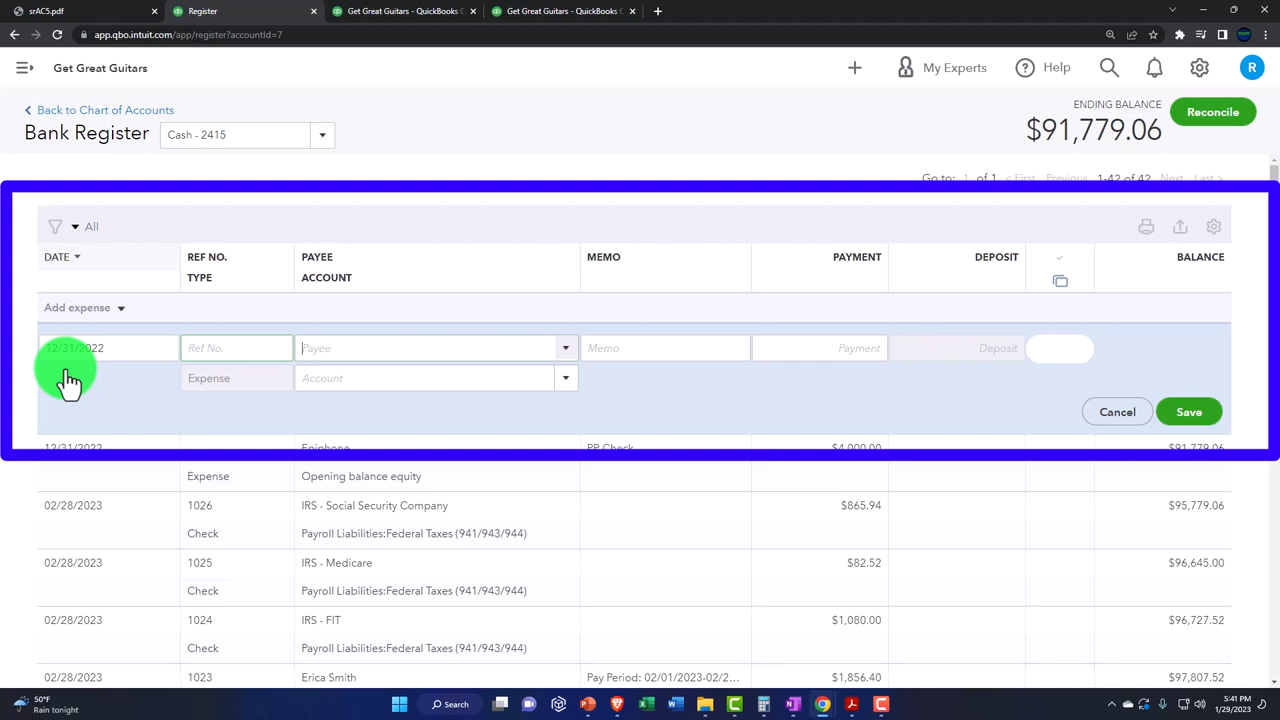 srACS.pdf
Register
Get Great Guitars - QuickBooks C
Get Great Guitars - QuickBooks C
app.qbo.intuit.com/app/register?accountId=7
Get Great Guitars
My Experts
Help
R
Back to Chart of Accounts
ENDING BALANCE
Bank Register
Cash - 2415
$91,779.06
Reconcile
Go to: 1 of 1 < First Previous 1-42 of 42 Next Last >
All
DATE REF NO. PAYEE MEMO PAYMENT DEPOSIT BALANCE
TYPE ACCOUNT
Add expense
12/31/2022 Ref No. Payee Memo Payment Deposit
Expense Account
Cancel Save
12/31/2022 Epiphone PP Check $4,000.00 $91,779.06
Expense Opening balance equity
02/28/2023 1026 IRS - Social Security Company $865.94 $95,779.06
Check Payroll Liabilities:Federal Taxes (941/943/944)
02/28/2023 1025 IRS - Medicare $82.52 $96,645.00
Check Payroll Liabilities:Federal Taxes (941/943/944)
02/28/2023 1024 IRS - FIT $1,080.00 $96,727.52
Check Payroll Liabilities:Federal Taxes (941/943/944)
02/28/2023 1023 Erica Smith Pay Period: 02/01/2023-02/2... $1,856.40 $97,807.52
50°F
Rain tonight
Search
5:41 PM
1/29/2023